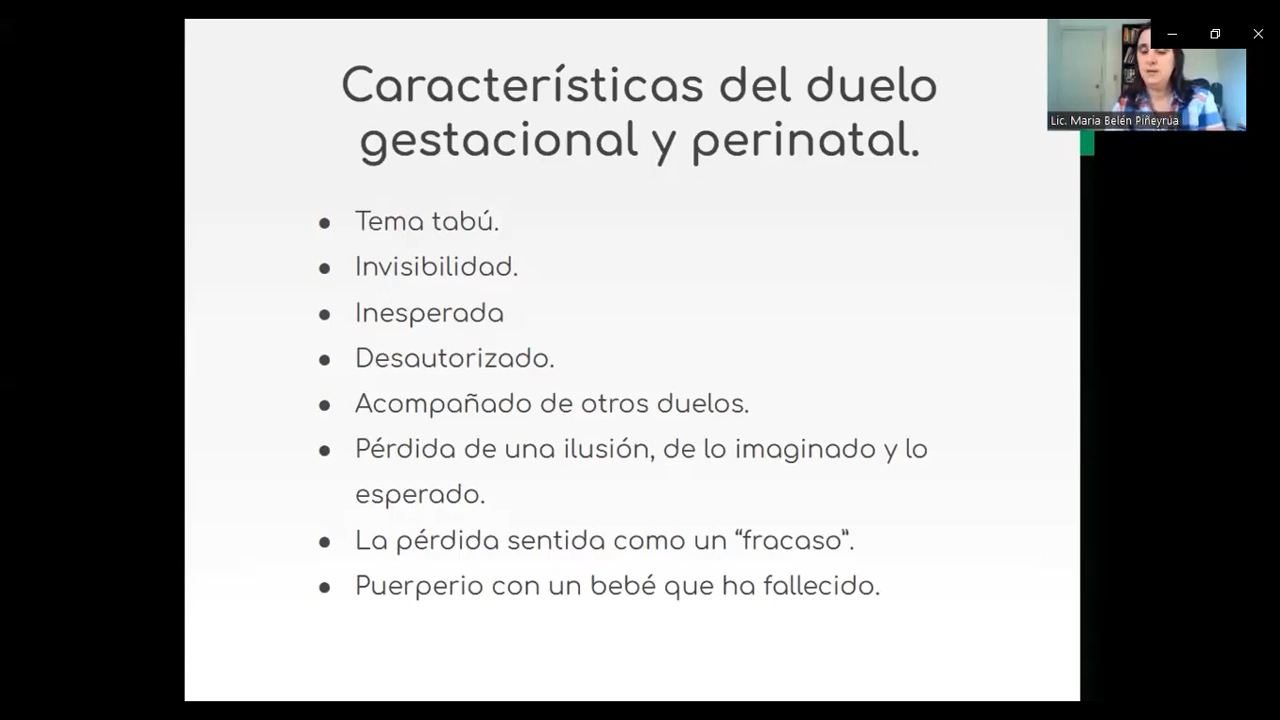 Características del duelo
gestacional y perinatal.
Lic. Maria Belén Piñeyrúa
● Tema tabú.
● Invisibilidad.
● Inesperada
● Desautorizado.
● Acompañado de otros duelos.
● Pérdida de una ilusión, de lo imaginado y lo
esperado.
● La pérdida sentida como un “fracaso”.
● Puerperio con un bebé que ha fallecido.